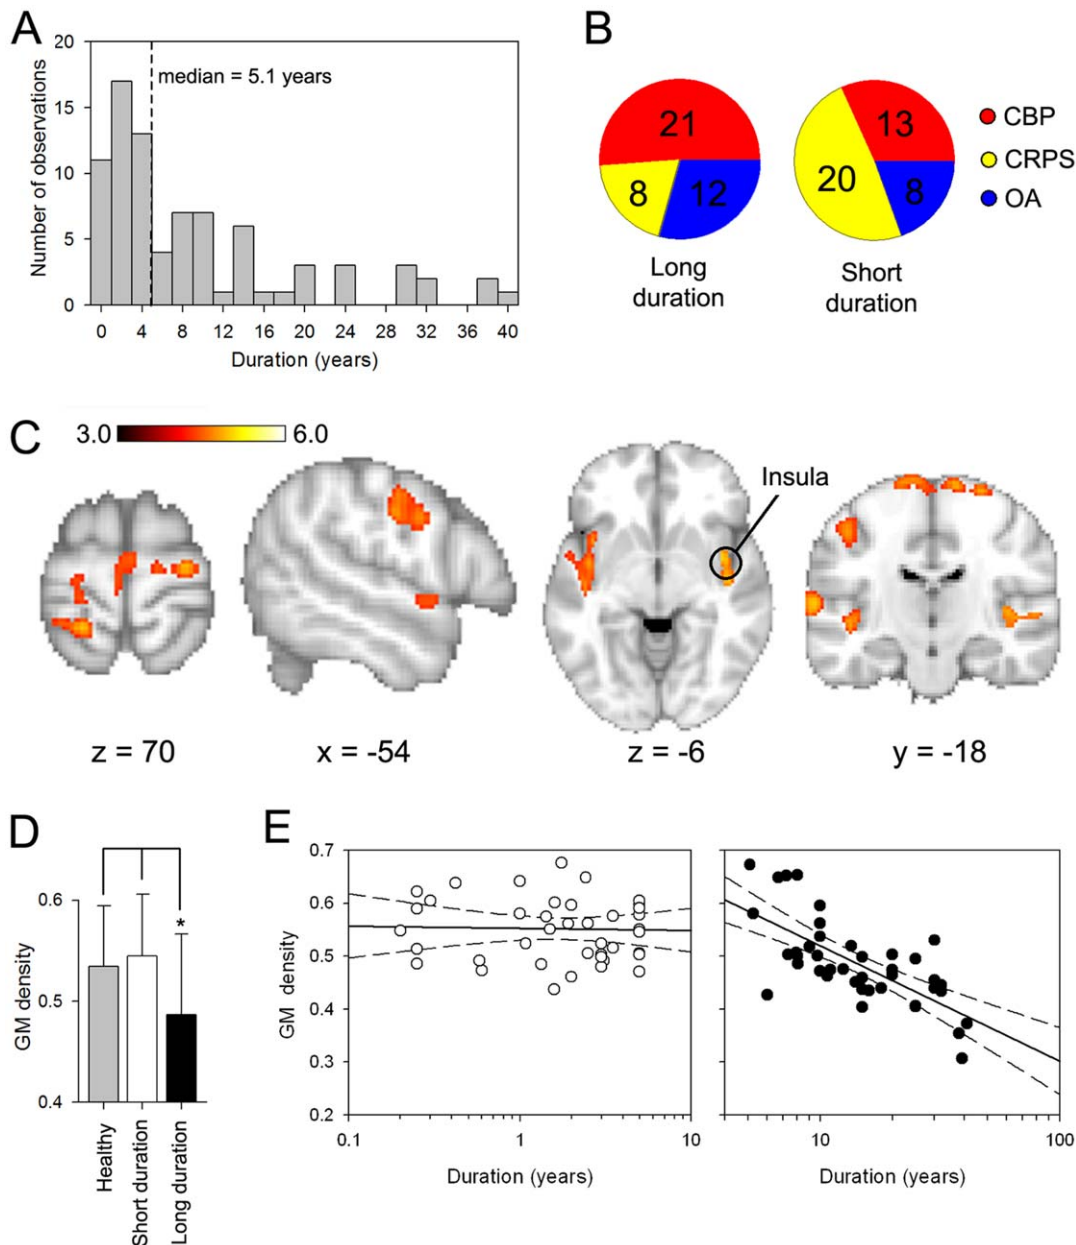 A
20
15
10
5
0
Number of observations
median = 5.1 years
0 4 8 12 16 20 24 28 32 36 40
Duration (years)
B
21
8
12
Long
duration
13
20
8
Short
duration
CBP
CRPS
OA
C
3.0
6.0
Insula
z = 70
x = -54
z = -6
y = -18
D
0.6
0.5
0.4
GM density
*
Healthy
Short duration
Long duration
E
0.7
0.6
0.5
0.4
0.3
0.2
GM density
0.1 1 10
Duration (years)
10 100
Duration (years)